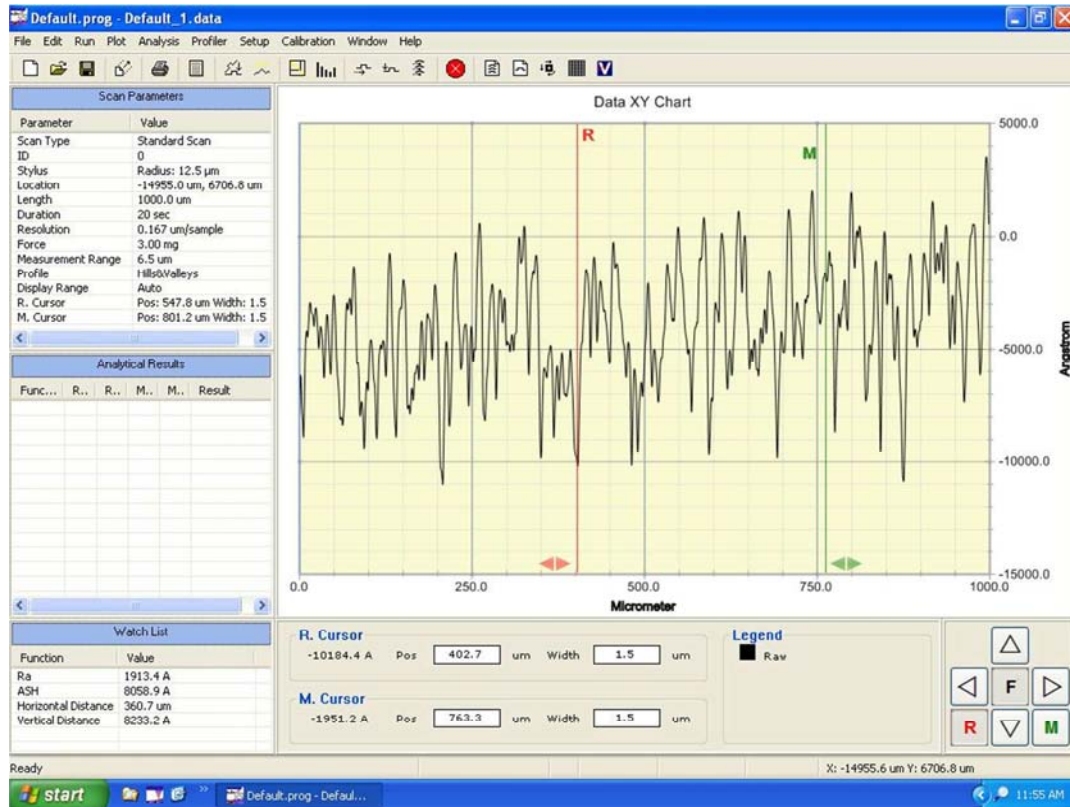 Default.prog - Default_1.data
File Edit Run Plot Analysis Profiler Setup Calibration Window Help
Scan Parameters
Parameter Value
Scan Type Standard Scan
ID 0
Stylus Radius: 12.5 µm
Location -14955.0 um, 6706.8 um
Length 1000.0 um
Duration 20 sec
Resolution 0.167 um/sample
Force 3.00 mg
Measurement Range 6.5 um
Profile Hills&Valleys
Display Range Auto
R. Cursor Pos: 547.8 um Width: 1.5
M. Cursor Pos: 801.2 um Width: 1.5
Analytical Results
Func... R.. R.. M.. M.. Result
Watch List
Function Value
Ra 1913.4 A
ASH 8058.9 A
Horizontal Distance 360.7 um
Vertical Distance 8233.2 A
Data XY Chart
R
M
5000.0
0.0
-5000.0
-10000.0
-15000.0
Angstrom
0.0 250.0 500.0 750.0 1000.0
Micrometer
R. Cursor
-10184.4 A Pos 402.7 um Width 1.5 um
M. Cursor
-1951.2 A Pos 763.3 um Width 1.5 um
Legend
Raw
F
R M
Ready X: -14955.6 um Y: 6706.8 um
start Default.prog - Defaul... 11:55 AM